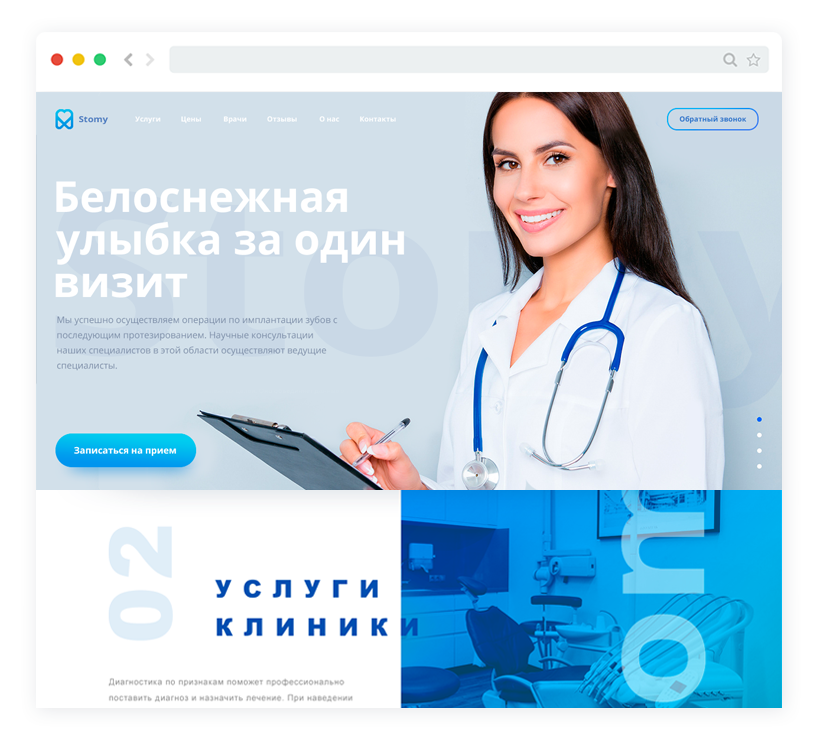 Stomy
Услуги
Цены
Врачи
Отзывы
О нас
Контакты
Обратный звонок
Stomy
Белоснежная
улыбка за один
визит
Мы успешно осуществляем операции по имплантации зубов с
последующим протезированием. Научные консультации
наших специалистов в этой области осуществляют ведущие
специалисты.
Записаться на прием
02
УСЛУГИ
КЛИНИКИ
on
Диагностика по признакам поможет профессионально
поставить диагноз и назначить лечение. При наведении